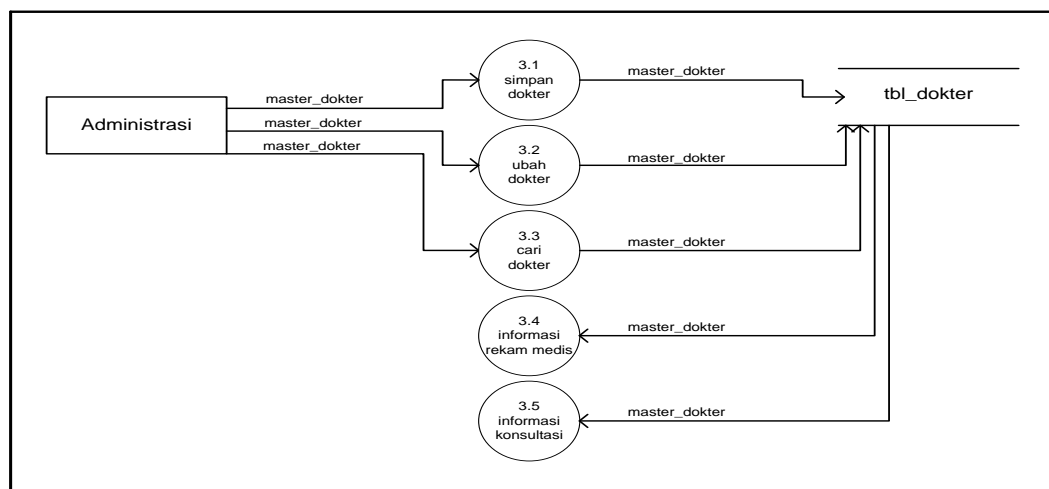 Administrasi
master_dokter
master_dokter
master_dokter
3.1
simpan
dokter
master_dokter
tbl_dokter
3.2
ubah
dokter
master_dokter
3.3
cari
dokter
master_dokter
3.4
informasi
rekam medis
master_dokter
3.5
informasi
konsultasi
master_dokter